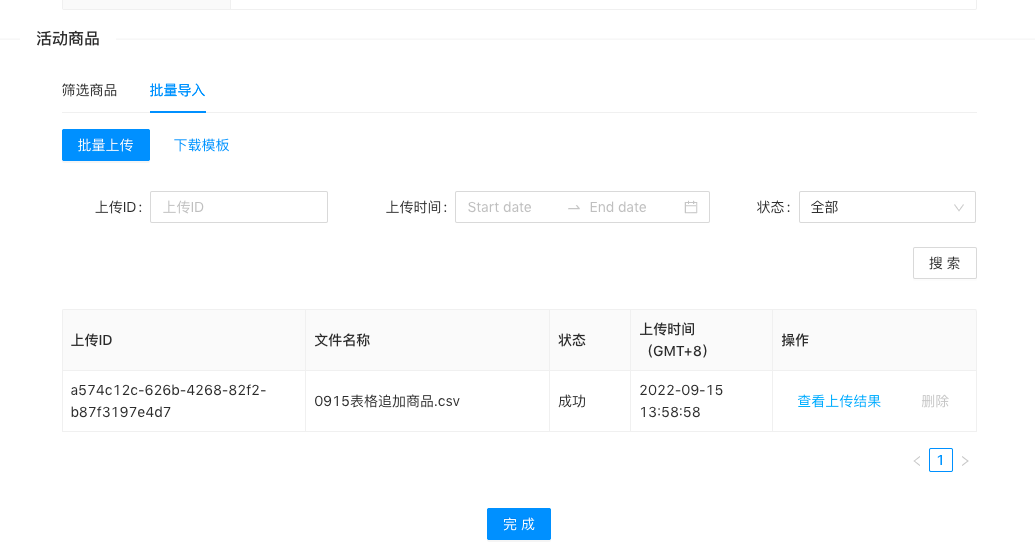 活动商品
筛选商品 批量导入
批量上传 下载模板
上传ID: 上传ID 上传时间: Start date → End date 状态: 全部
搜 索
上传ID 文件名称 状态 上传时间 (GMT+8) 操作
a574c12c-626b-4268-82f2-
b87f3197e4d7 0915表格追加商品.csv 成功 2022-09-15
13:58:58 查看上传结果 删除
< 1 >
完 成